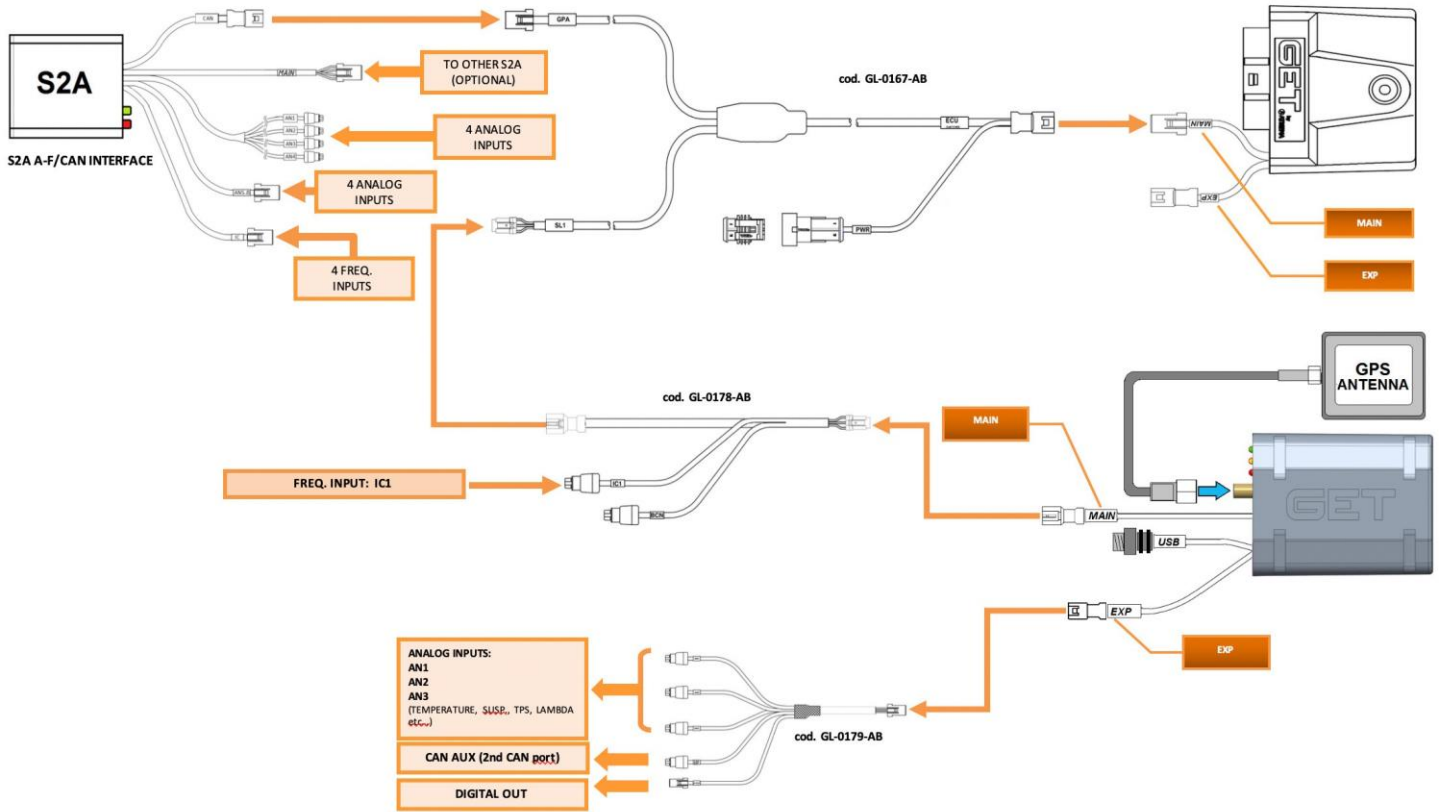 CAN
GPA
S2A
MAIN
TO OTHER S2A
(OPTIONAL)
cod. GL-0167-AB
GET
AN1
AN2
AN3
AN4
4 ANALOG
INPUTS
ECU
MAIN
S2A A-F/CAN INTERFACE
4 ANALOG
INPUTS
EXP
SL1
PWR
MAIN
IC
4 FREQ.
INPUTS
EXP
GPS
ANTENNA
cod. GL-0178-AB
MAIN
FREQ. INPUT: IC1
IC1
BCN
MAIN
GET
USB
EXP
EXP
ANALOG INPUTS:
AN1
AN2
AN3
(TEMPERATURE, SUSP., TPS, LAMBDA
etc..)
cod. GL-0179-AB
CAN AUX (2nd CAN port)
DIGITAL OUT